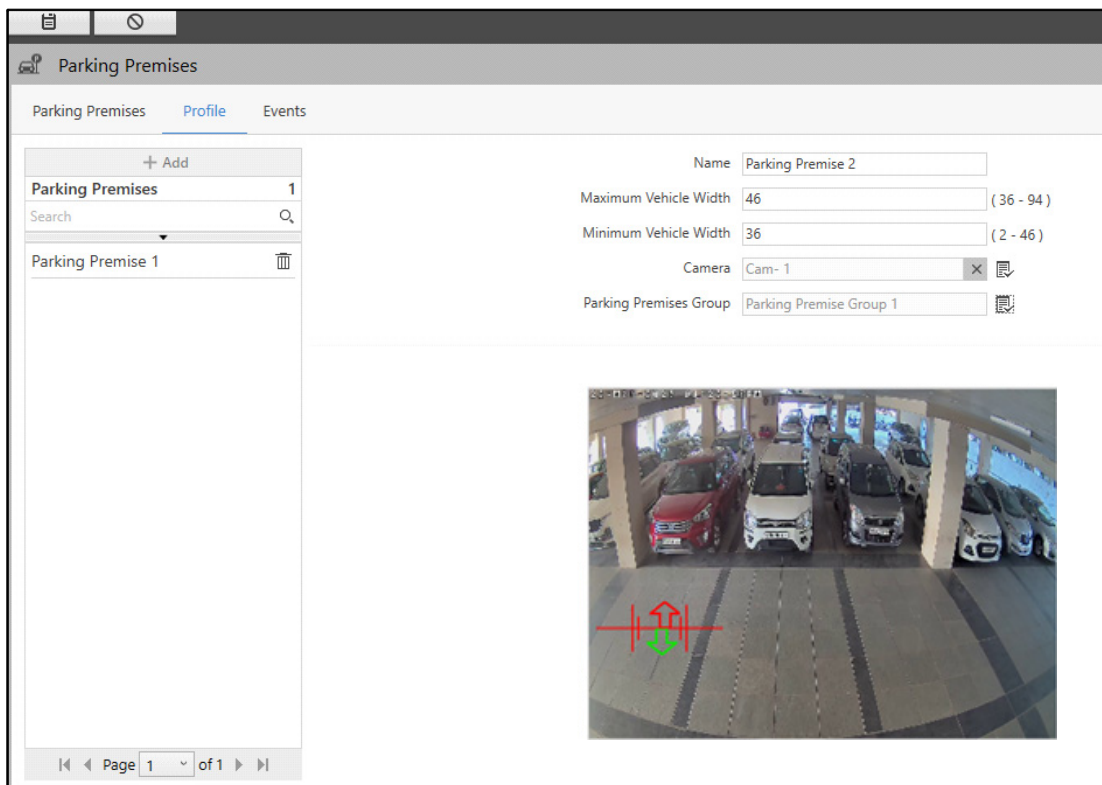 Parking Premises
Parking Premises Profile Events
+ Add
Parking Premises 1
Search
Parking Premise 1
Page 1 of 1
Name Parking Premise 2
Maximum Vehicle Width 46 ( 36 - 94 )
Minimum Vehicle Width 36 ( 2 - 46 )
Camera Cam- 1
Parking Premises Group Parking Premise Group 1